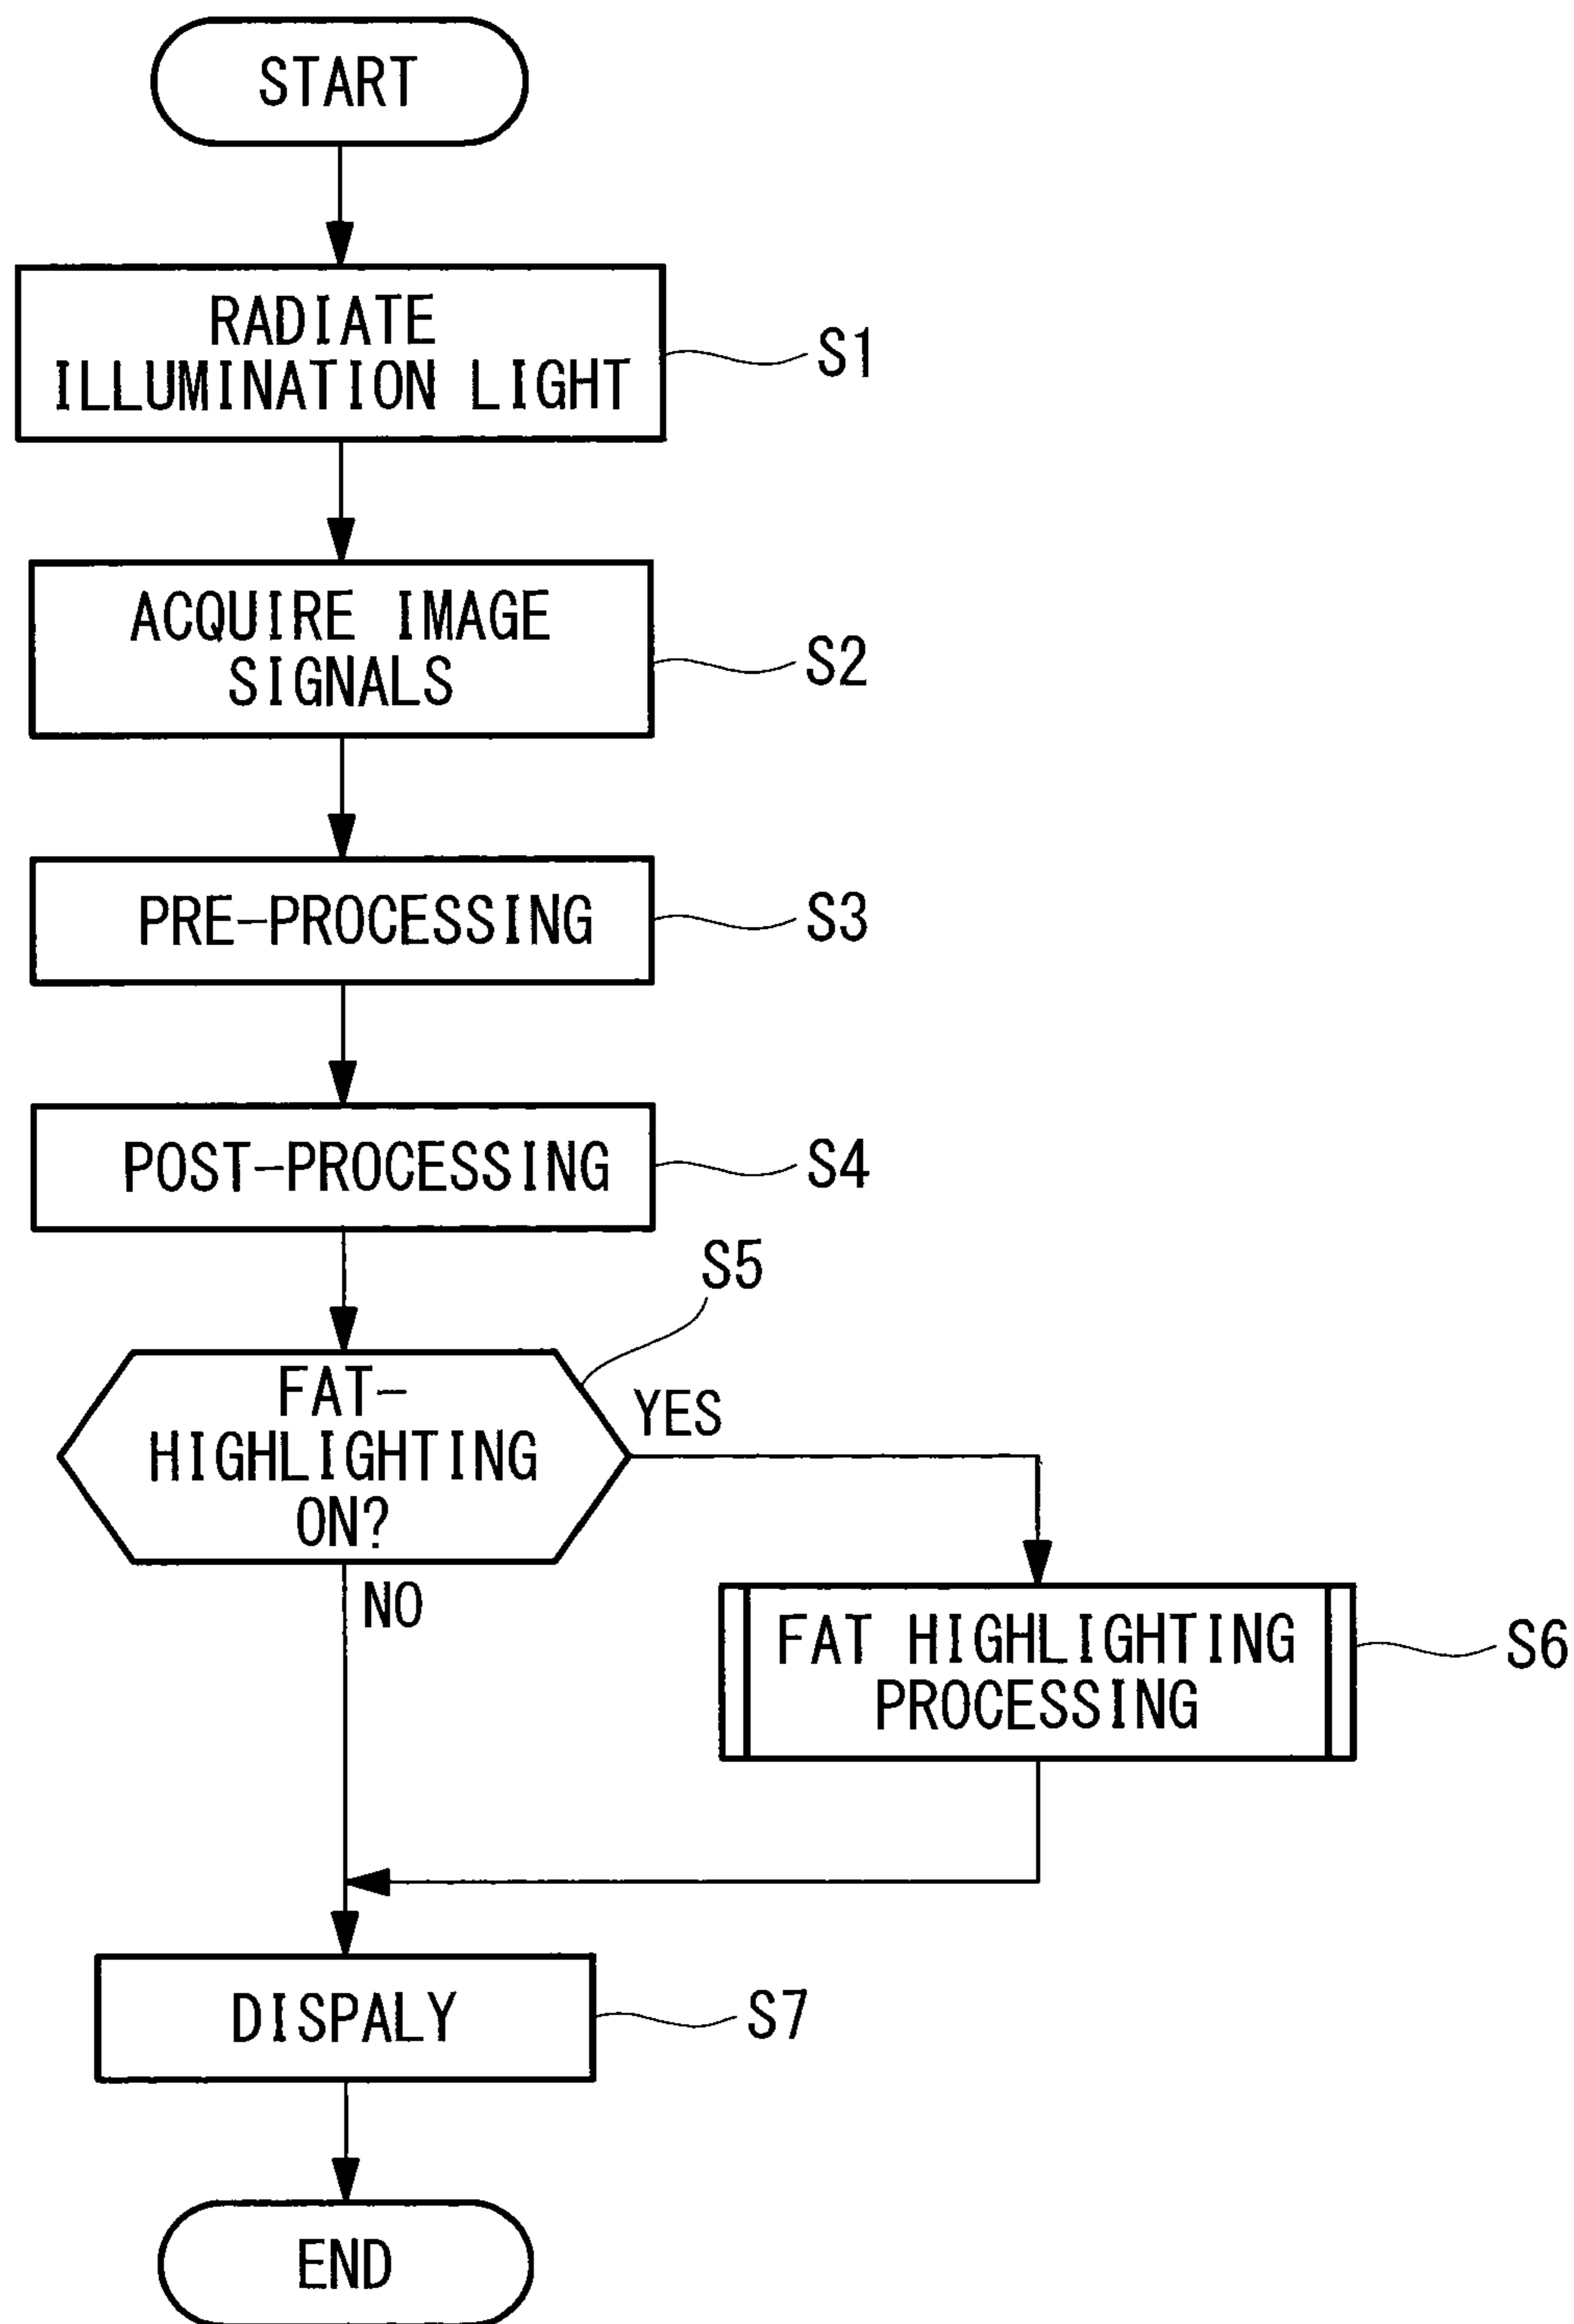 START
RADIATE
ILLUMINATION LIGHT
S1
ACQUIRE IMAGE
SIGNALS
S2
PRE-PROCESSING
S3
POST-PROCESSING
S4
S5
FAT-
HIGHLIGHTING
ON?
YES
NO
FAT HIGHLIGHTING
PROCESSING
S6
DISPALY
S7
END